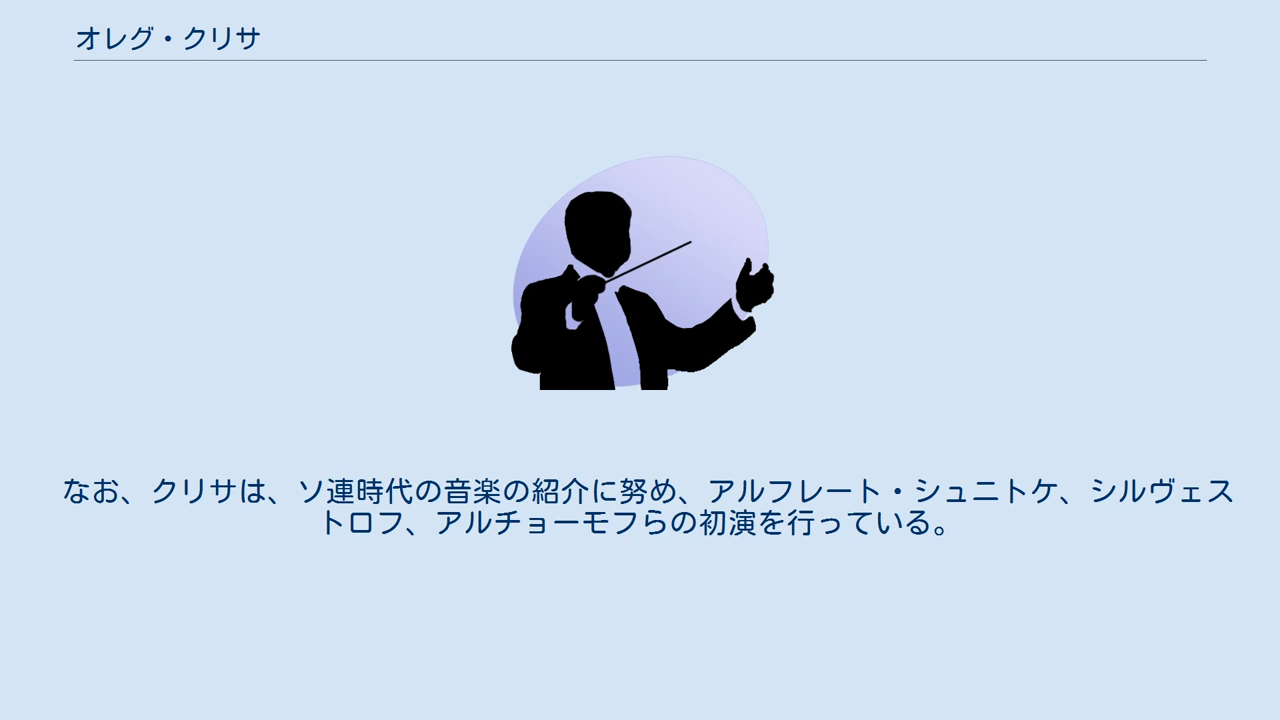 オレグ・クリサ
なお、クリサは、ソ連時代の音楽の紹介に努め、アルフレート・シュニトケ、シルヴェス
トロフ、アルチョーモフらの初演を行っている。